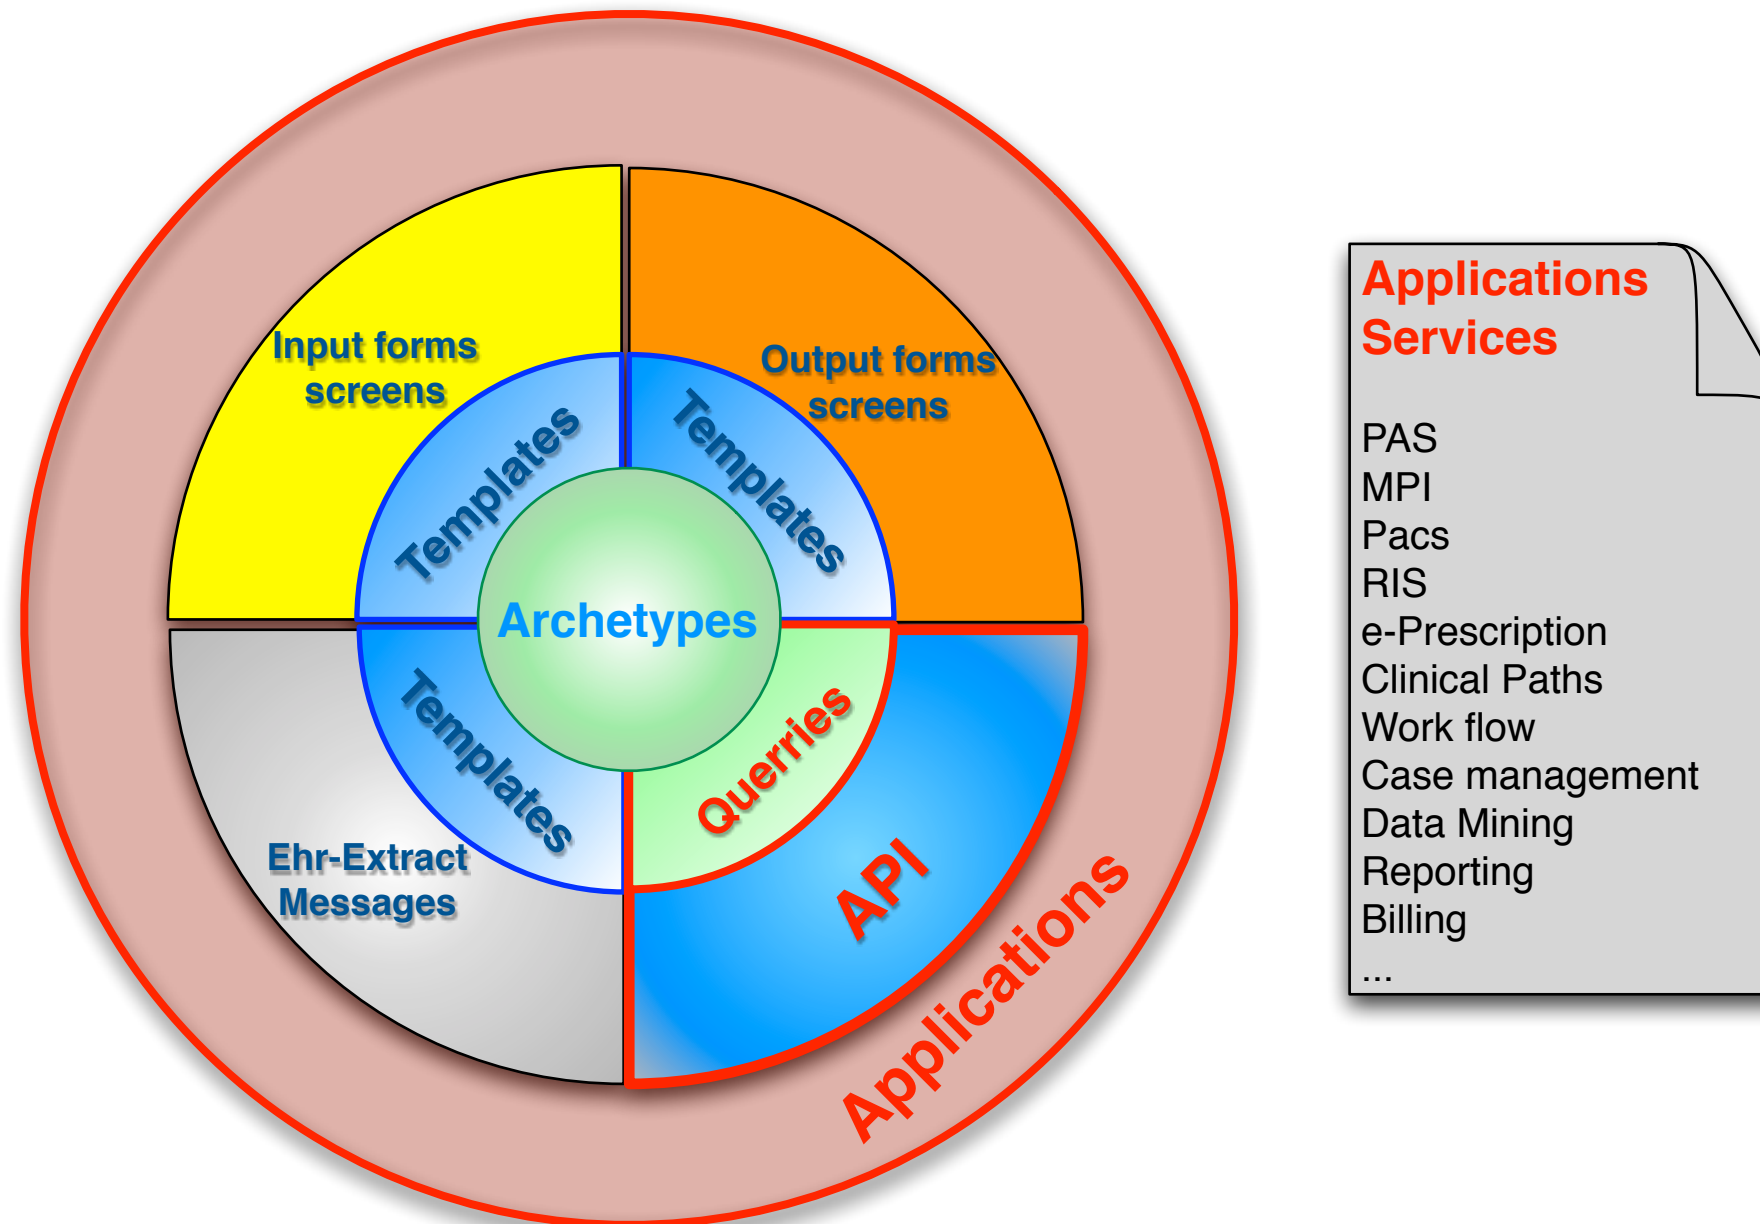 Input forms
screens
Output forms
screens
Templates
Templates
Archetypes
Templates
Querries
Ehr-Extract
Messages
API
Applications
Applications
Services
PAS
MPI
Pacs
RIS
e-Prescription
Clinical Paths
Work flow
Case management
Data Mining
Reporting
Billing
...